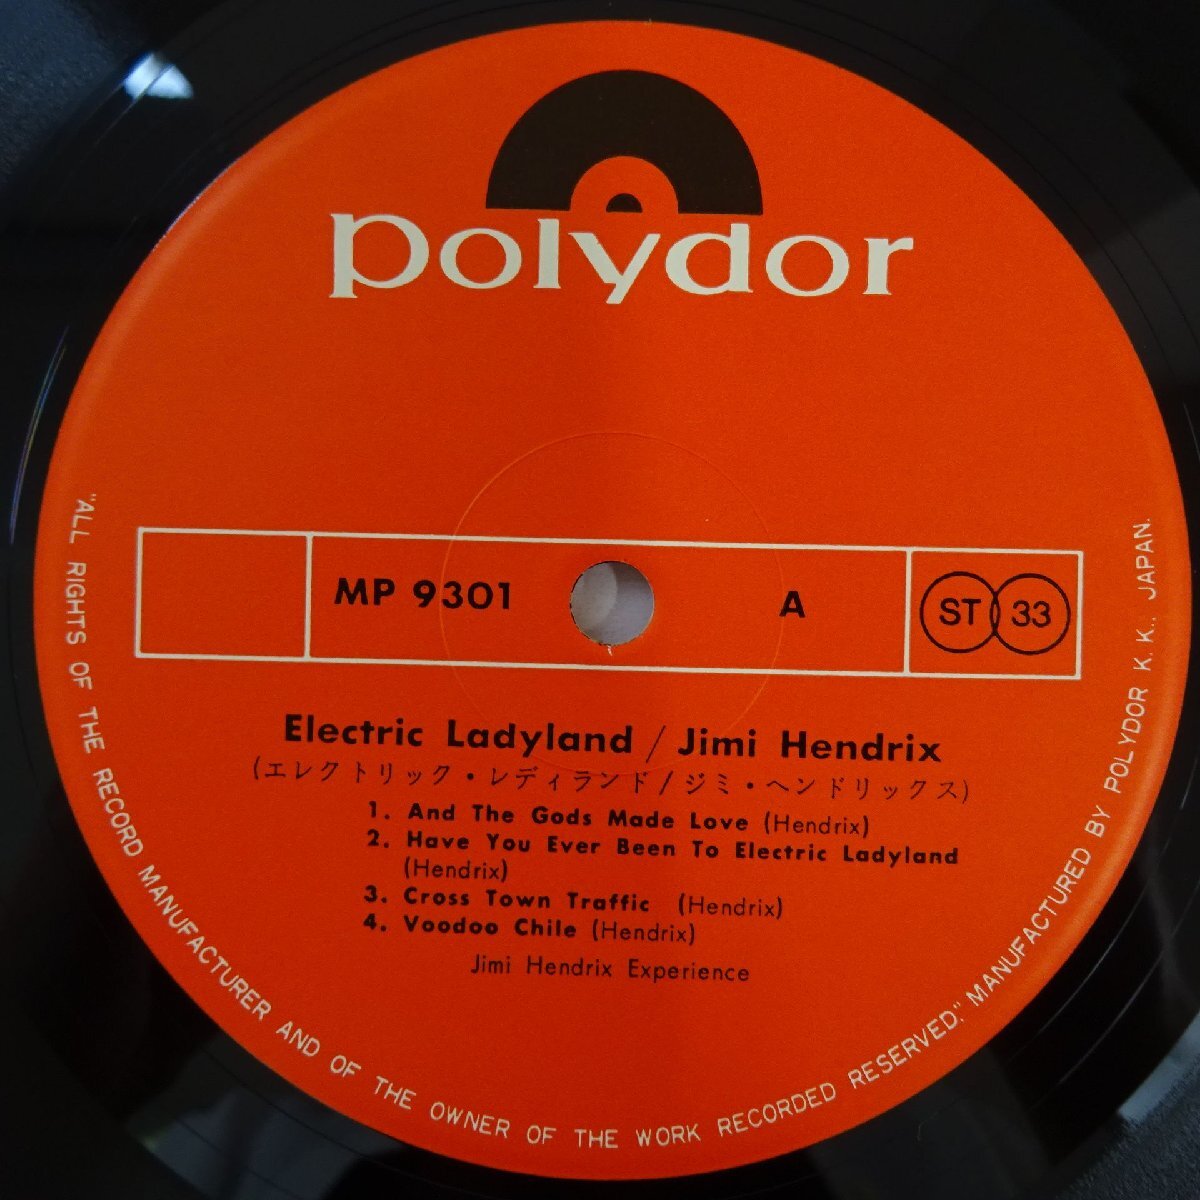 polydor
MP 9301
A
ST 33
Electric Ladyland / Jimi Hendrix
(エレクトリック・レディランド/ジミ・ヘンドリックス)
1. And The Gods Made Love (Hendrix)
2. Have You Ever Been To Electric Ladyland
(Hendrix)
3. Cross Town Traffic (Hendrix)
4. Voodoo Chile (Hendrix)
Jimi Hendrix Experience
"ALL RIGHTS OF THE RECORD MANUFACTURER AND OF THE OWNER OF THE WORK RECORDED RESERVED," MANUFACTURED BY POLYDOR K. K., JAPAN.